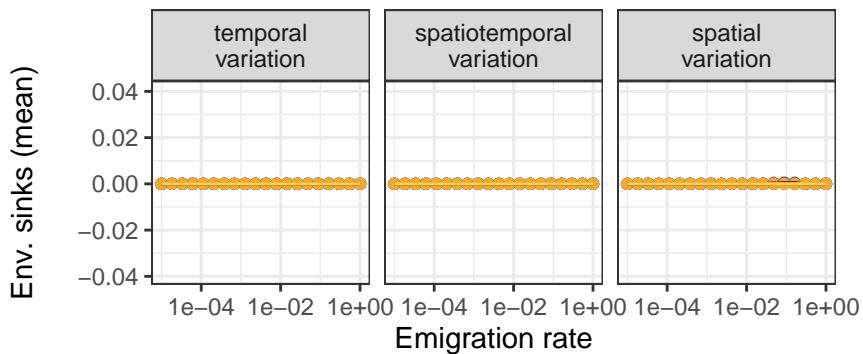 temporal
variation
spatiotemporal
variation
spatial
variation
Env. sinks (mean)
0.04
0.02
0.00
−0.02
−0.04
1e−04 1e−02 1e+00 1e−04 1e−02 1e+00 1e−04 1e−02 1e+00
Emigration rate